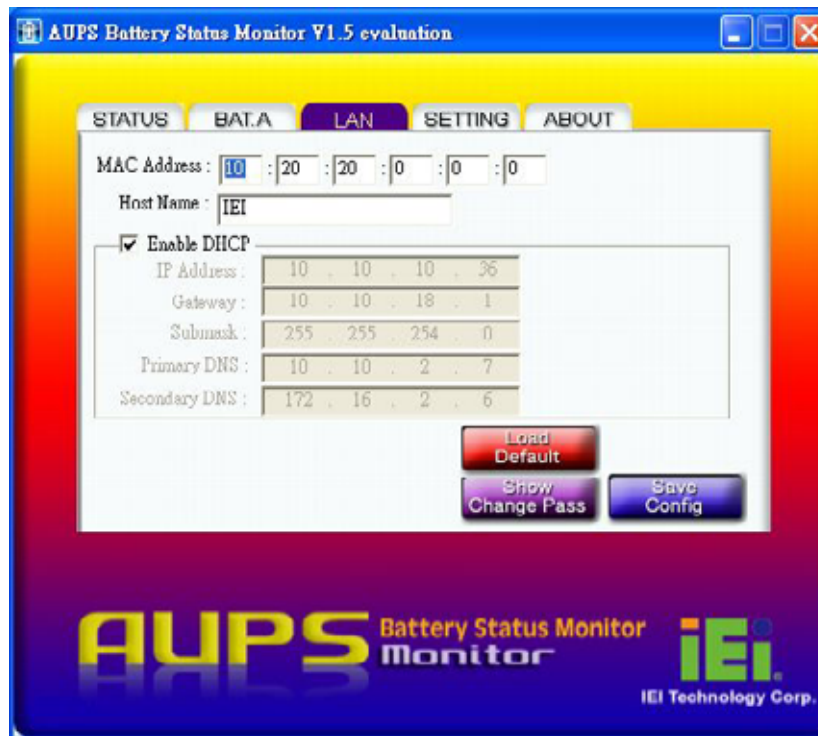 AUPS Battery Status Monitor V1.5 evaluation
STATUS BAT.A LAN SETTING ABOUT
MAC Address : 10 : 20 : 20 : 0 : 0 : 0
Host Name : IEI
Enable DHCP
IP Address : 10 . 10 . 10 . 36
Gateway : 10 . 10 . 18 . 1
Submask : 255 . 255 . 254 . 0
Primary DNS : 10 . 10 . 2 . 7
Secondary DNS : 172 . 16 . 2 . 6
Load
Default
Show
Change Pass
Save
Config
AUPS Battery Status Monitor
Monitor
iEi
IEI Technology Corp.